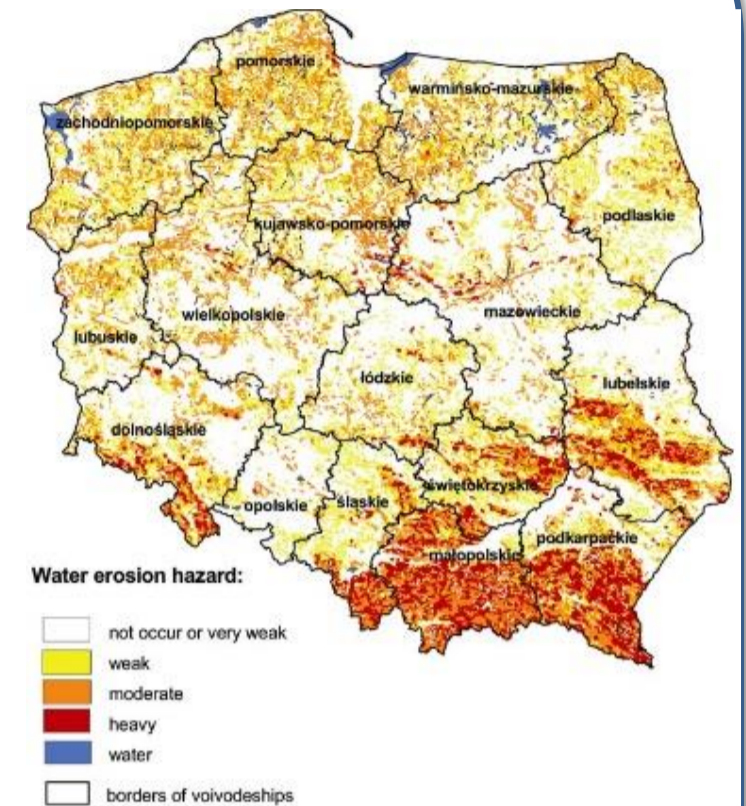 pomorskie
warmińsko-mazurskie
zachodniopomorskie
podlaskie
kujawsko-pomorskie
mazowieckie
wielkopolskie
lubuskie
łódzkie
lubelskie
dolnośląskie
świętokrzyskie
opolskie
śląskie
podkarpackie
małopolskie
Water erosion hazard:
not occur or very weak
weak
moderate
heavy
water
borders of voivodeships